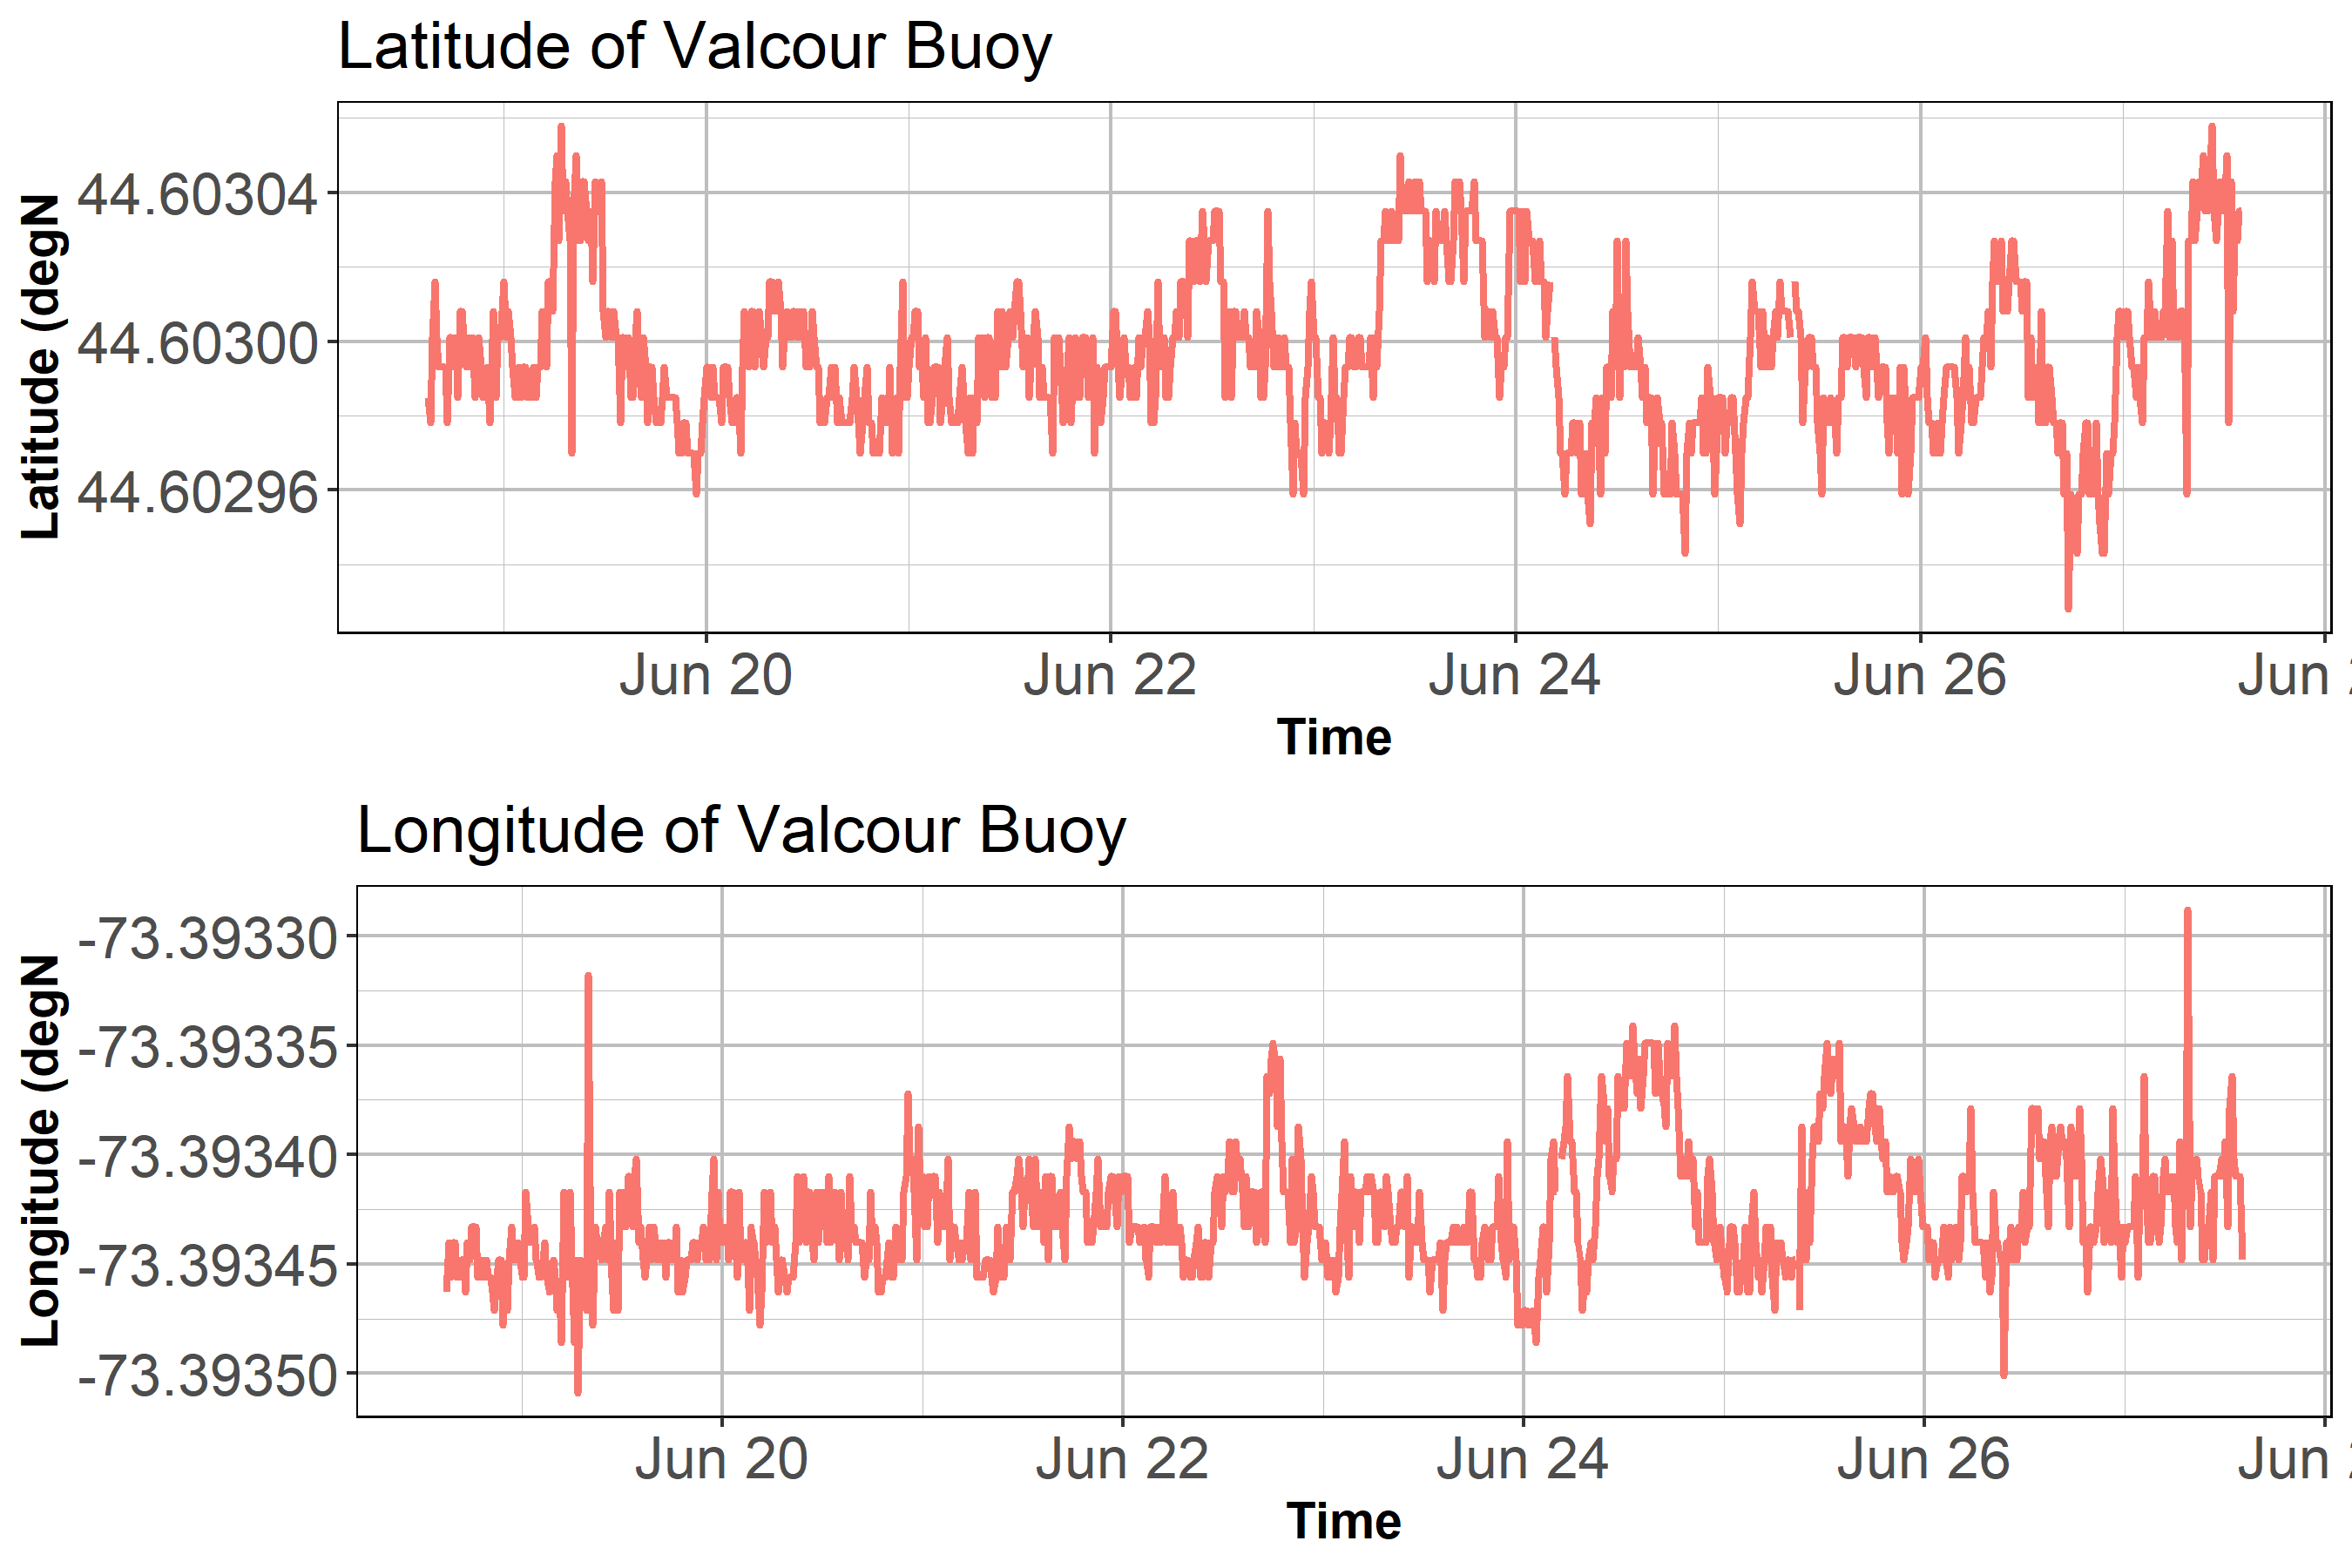 Latitude of Valcour Buoy
Latitude (degN
44.60304
44.60300
44.60296
Jun 20 Jun 22 Jun 24 Jun 26 Jun
Time
Longitude of Valcour Buoy
Longitude (degN
-73.39330
-73.39335
-73.39340
-73.39345
-73.39350
Jun 20 Jun 22 Jun 24 Jun 26 Jun
Time